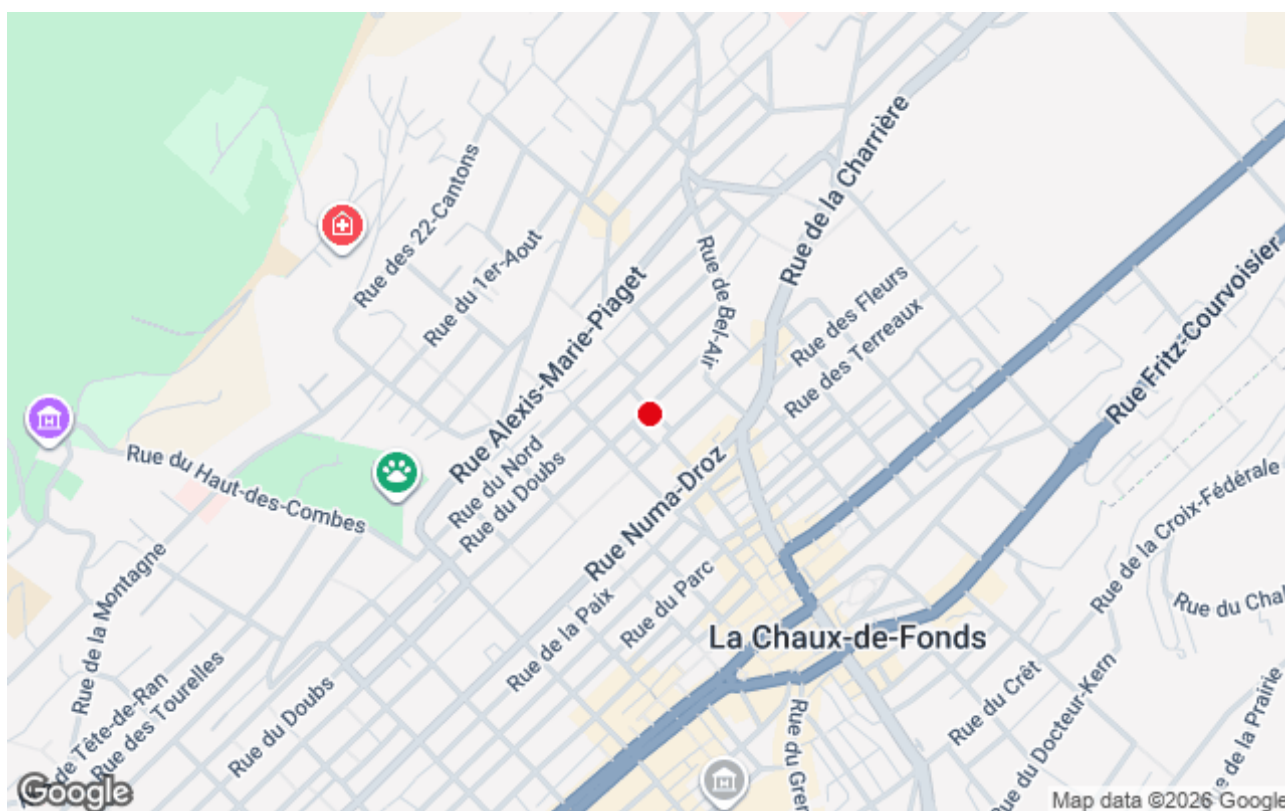 Rue de la Charrière
Rue des 22-Cantons
Rue du 1er-Août
Rue de Bel-Air
Rue des Fleurs
Rue des Terreaux
Rue Alexis-Marie-Piaget
Rue Fritz-Courvoisier
Rue du Haut-des-Combes
Rue du Nord
Rue du Doubs
Rue Numa-Droz
Rue de la Croix-Fédérale
Rue du Parc
Rue de la Paix
Rue de la Montagne
Rue du Chal
La Chaux-de-Fonds
de Tête-de-Ran
Rue des Tourelles
Rue du Doubs
Rue du Crêt
Rue du Docteur-Kern
Rue du Gren
e de la Prairie
Google
Map data ©2026 Google